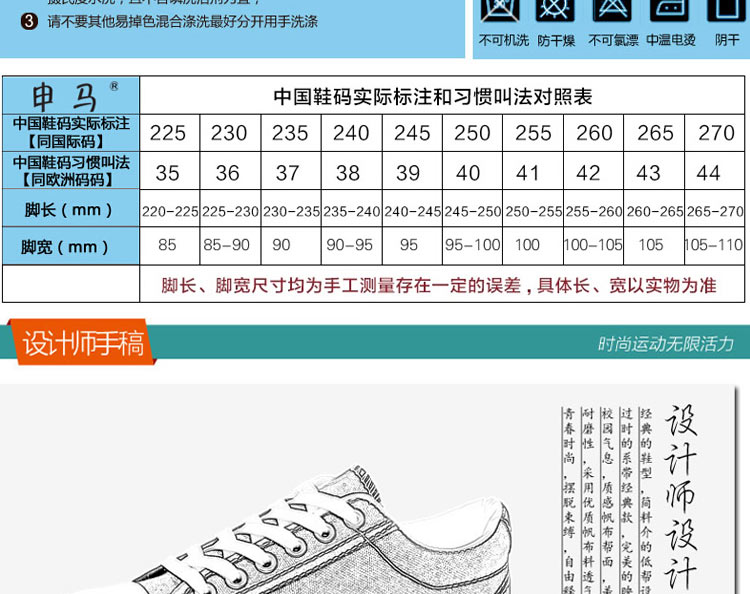 3 请不要其他易掉色混合涤洗最好分开用手洗涤
不可机洗 防干燥 不可氯漂 中温电烫 阴干
申马®
中国鞋码实际标注和习惯叫法对照表
中国鞋码实际标注【同国际码】 225 230 235 240 245 250 255 260 265 270
中国鞋码习惯叫法【同欧洲码码】 35 36 37 38 39 40 41 42 43 44
脚长(mm) 220-225 225-230 230-235 235-240 240-245 245-250 250-255 255-260 260-265 265-270
脚宽(mm) 85 85-90 90 90-95 95 95-100 100 100-105 105 105-110
脚长、脚宽尺寸均为手工测量存在一定的误差,具体长、宽以实物为准
设计师手稿
时尚运动无限活力
设计师设计
经典的鞋型,简料介的低帮设
过时的系带经典款,完美的映
校园气息,质感帆布帮面,美
耐磨性,采用优质帆布料透气
青春时尚,摆脱束缚,自由释